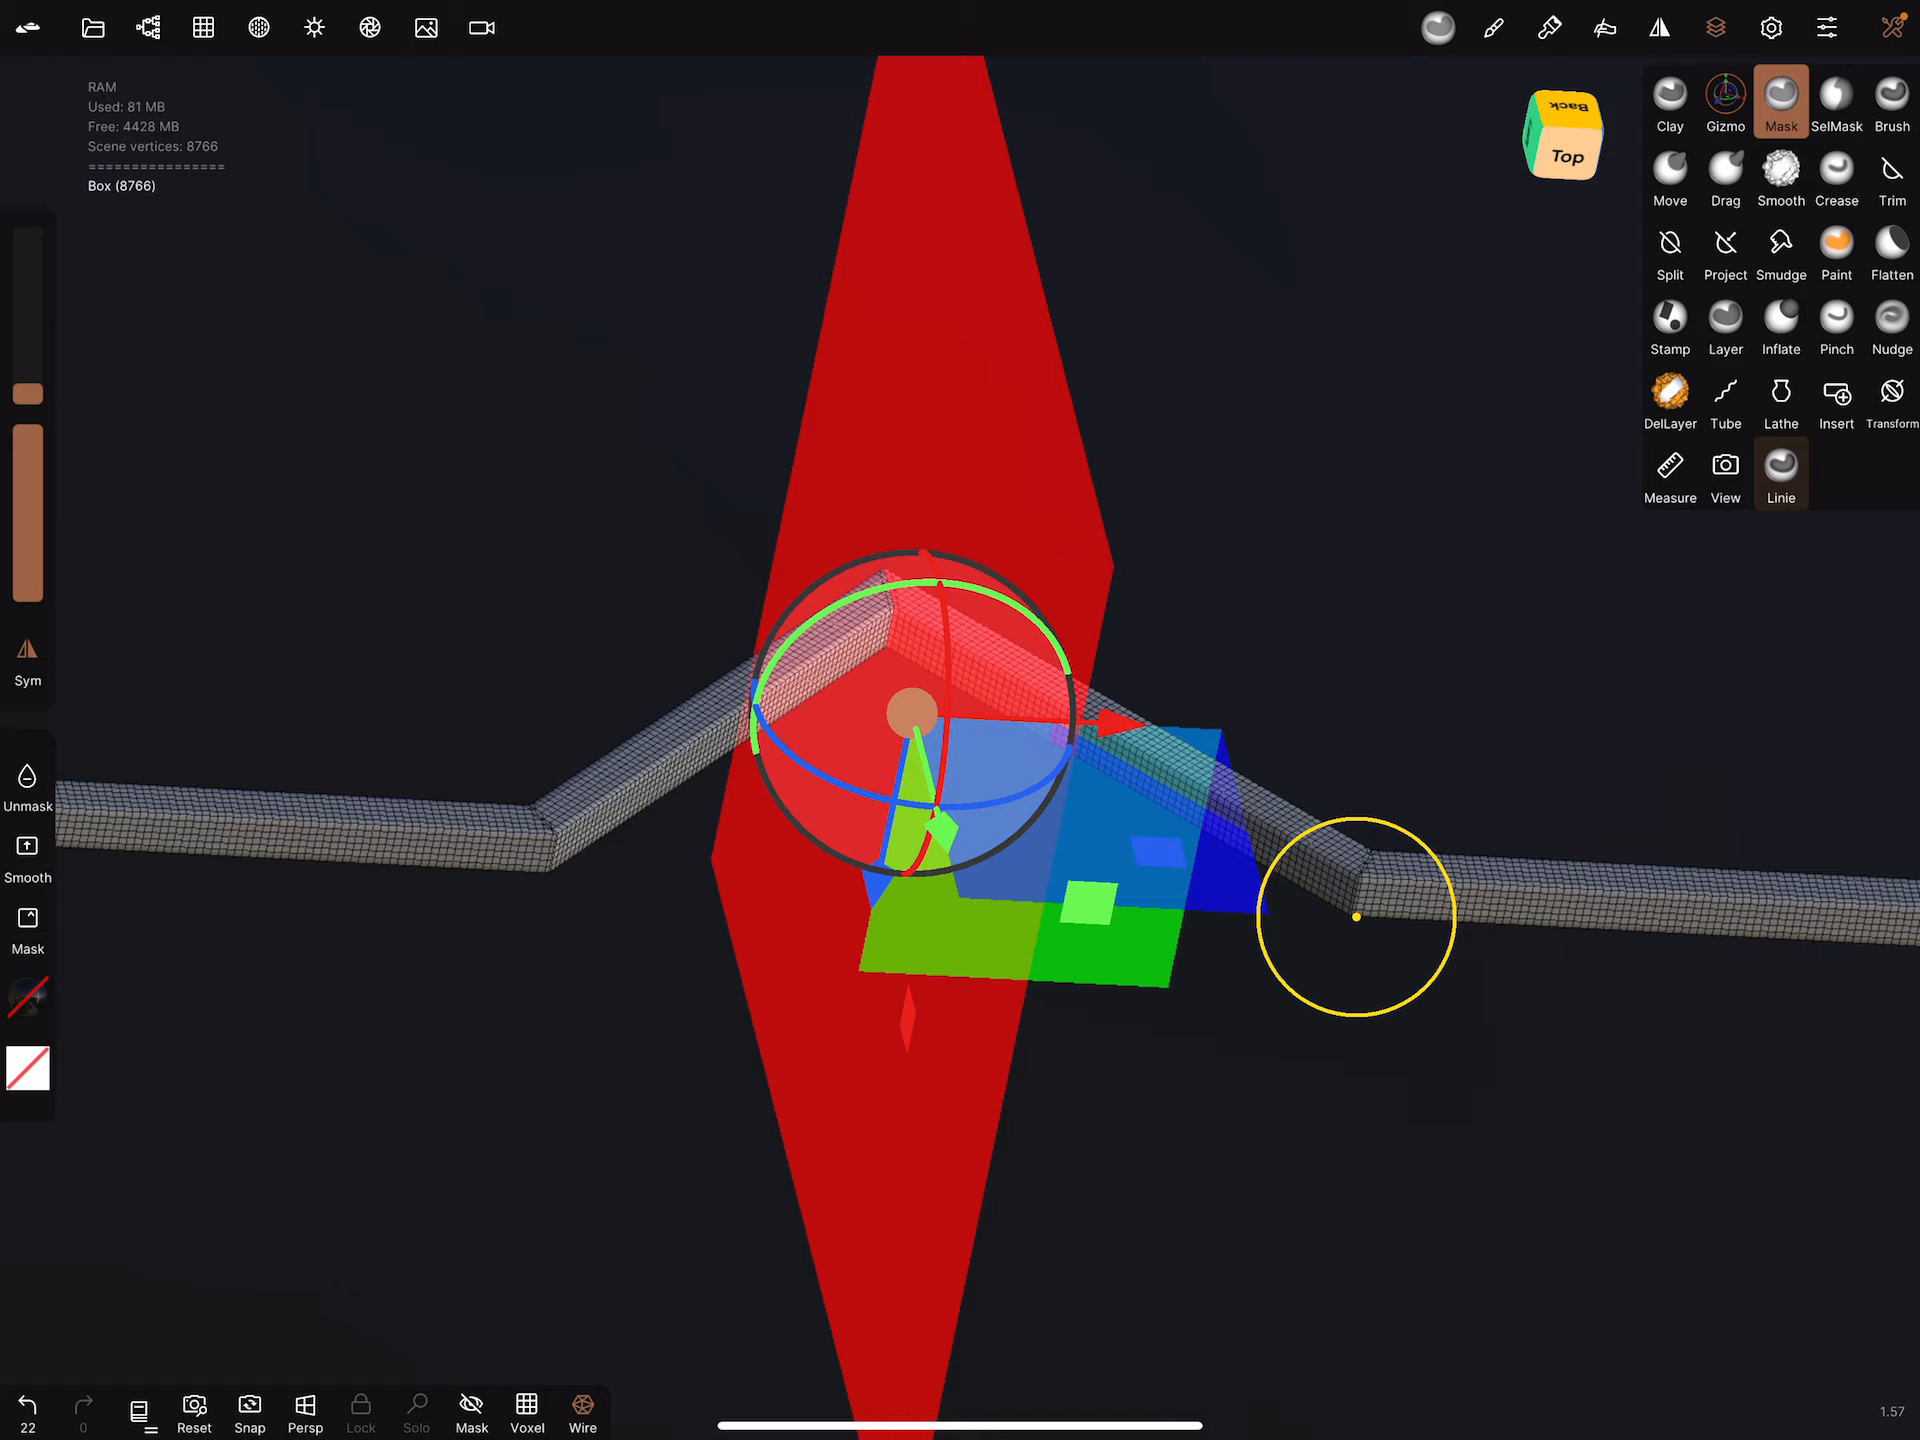 RAM
Used: 81 MB
Free: 4428 MB
Scene vertices: 8766
================
Box (8766)
Back
Top
Clay Gizmo Mask SelMask Brush
Move Drag Smooth Crease Trim
Split Project Smudge Paint Flatten
Stamp Layer Inflate Pinch Nudge
DelLayer Tube Lathe Insert Transform
Measure View Linie
Sym
Unmask
Smooth
Mask
22 0 Reset Snap Persp Lock Solo Mask Voxel Wire
1.57